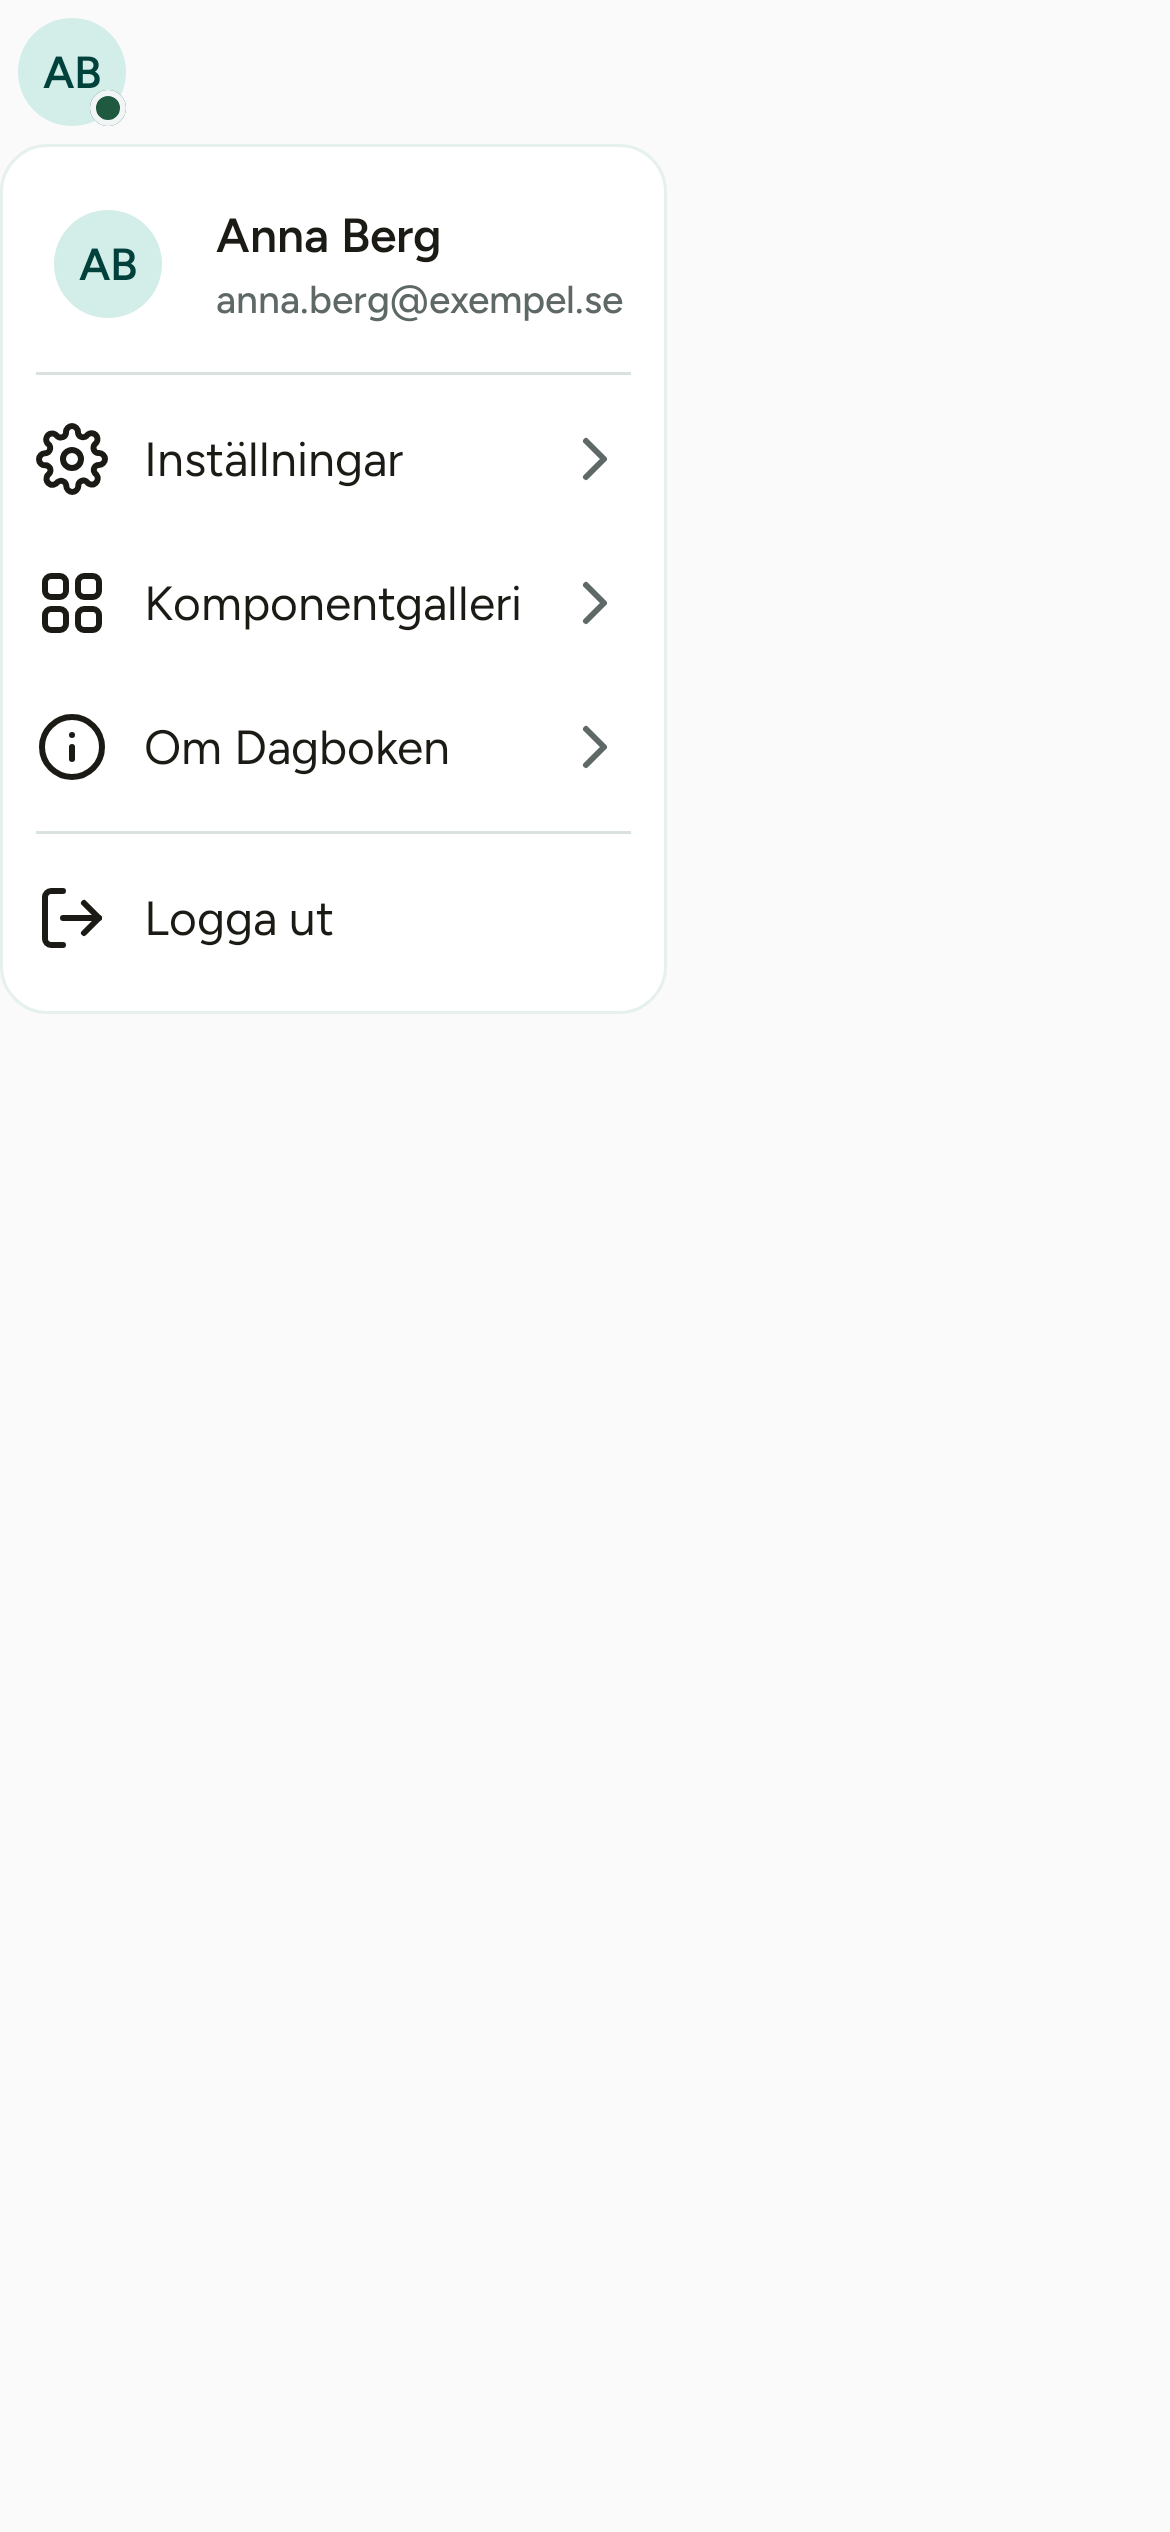 AB
AB
Anna Berg
anna.berg@exempel.se
Inställningar
Komponentgalleri
Om Dagboken
Logga ut